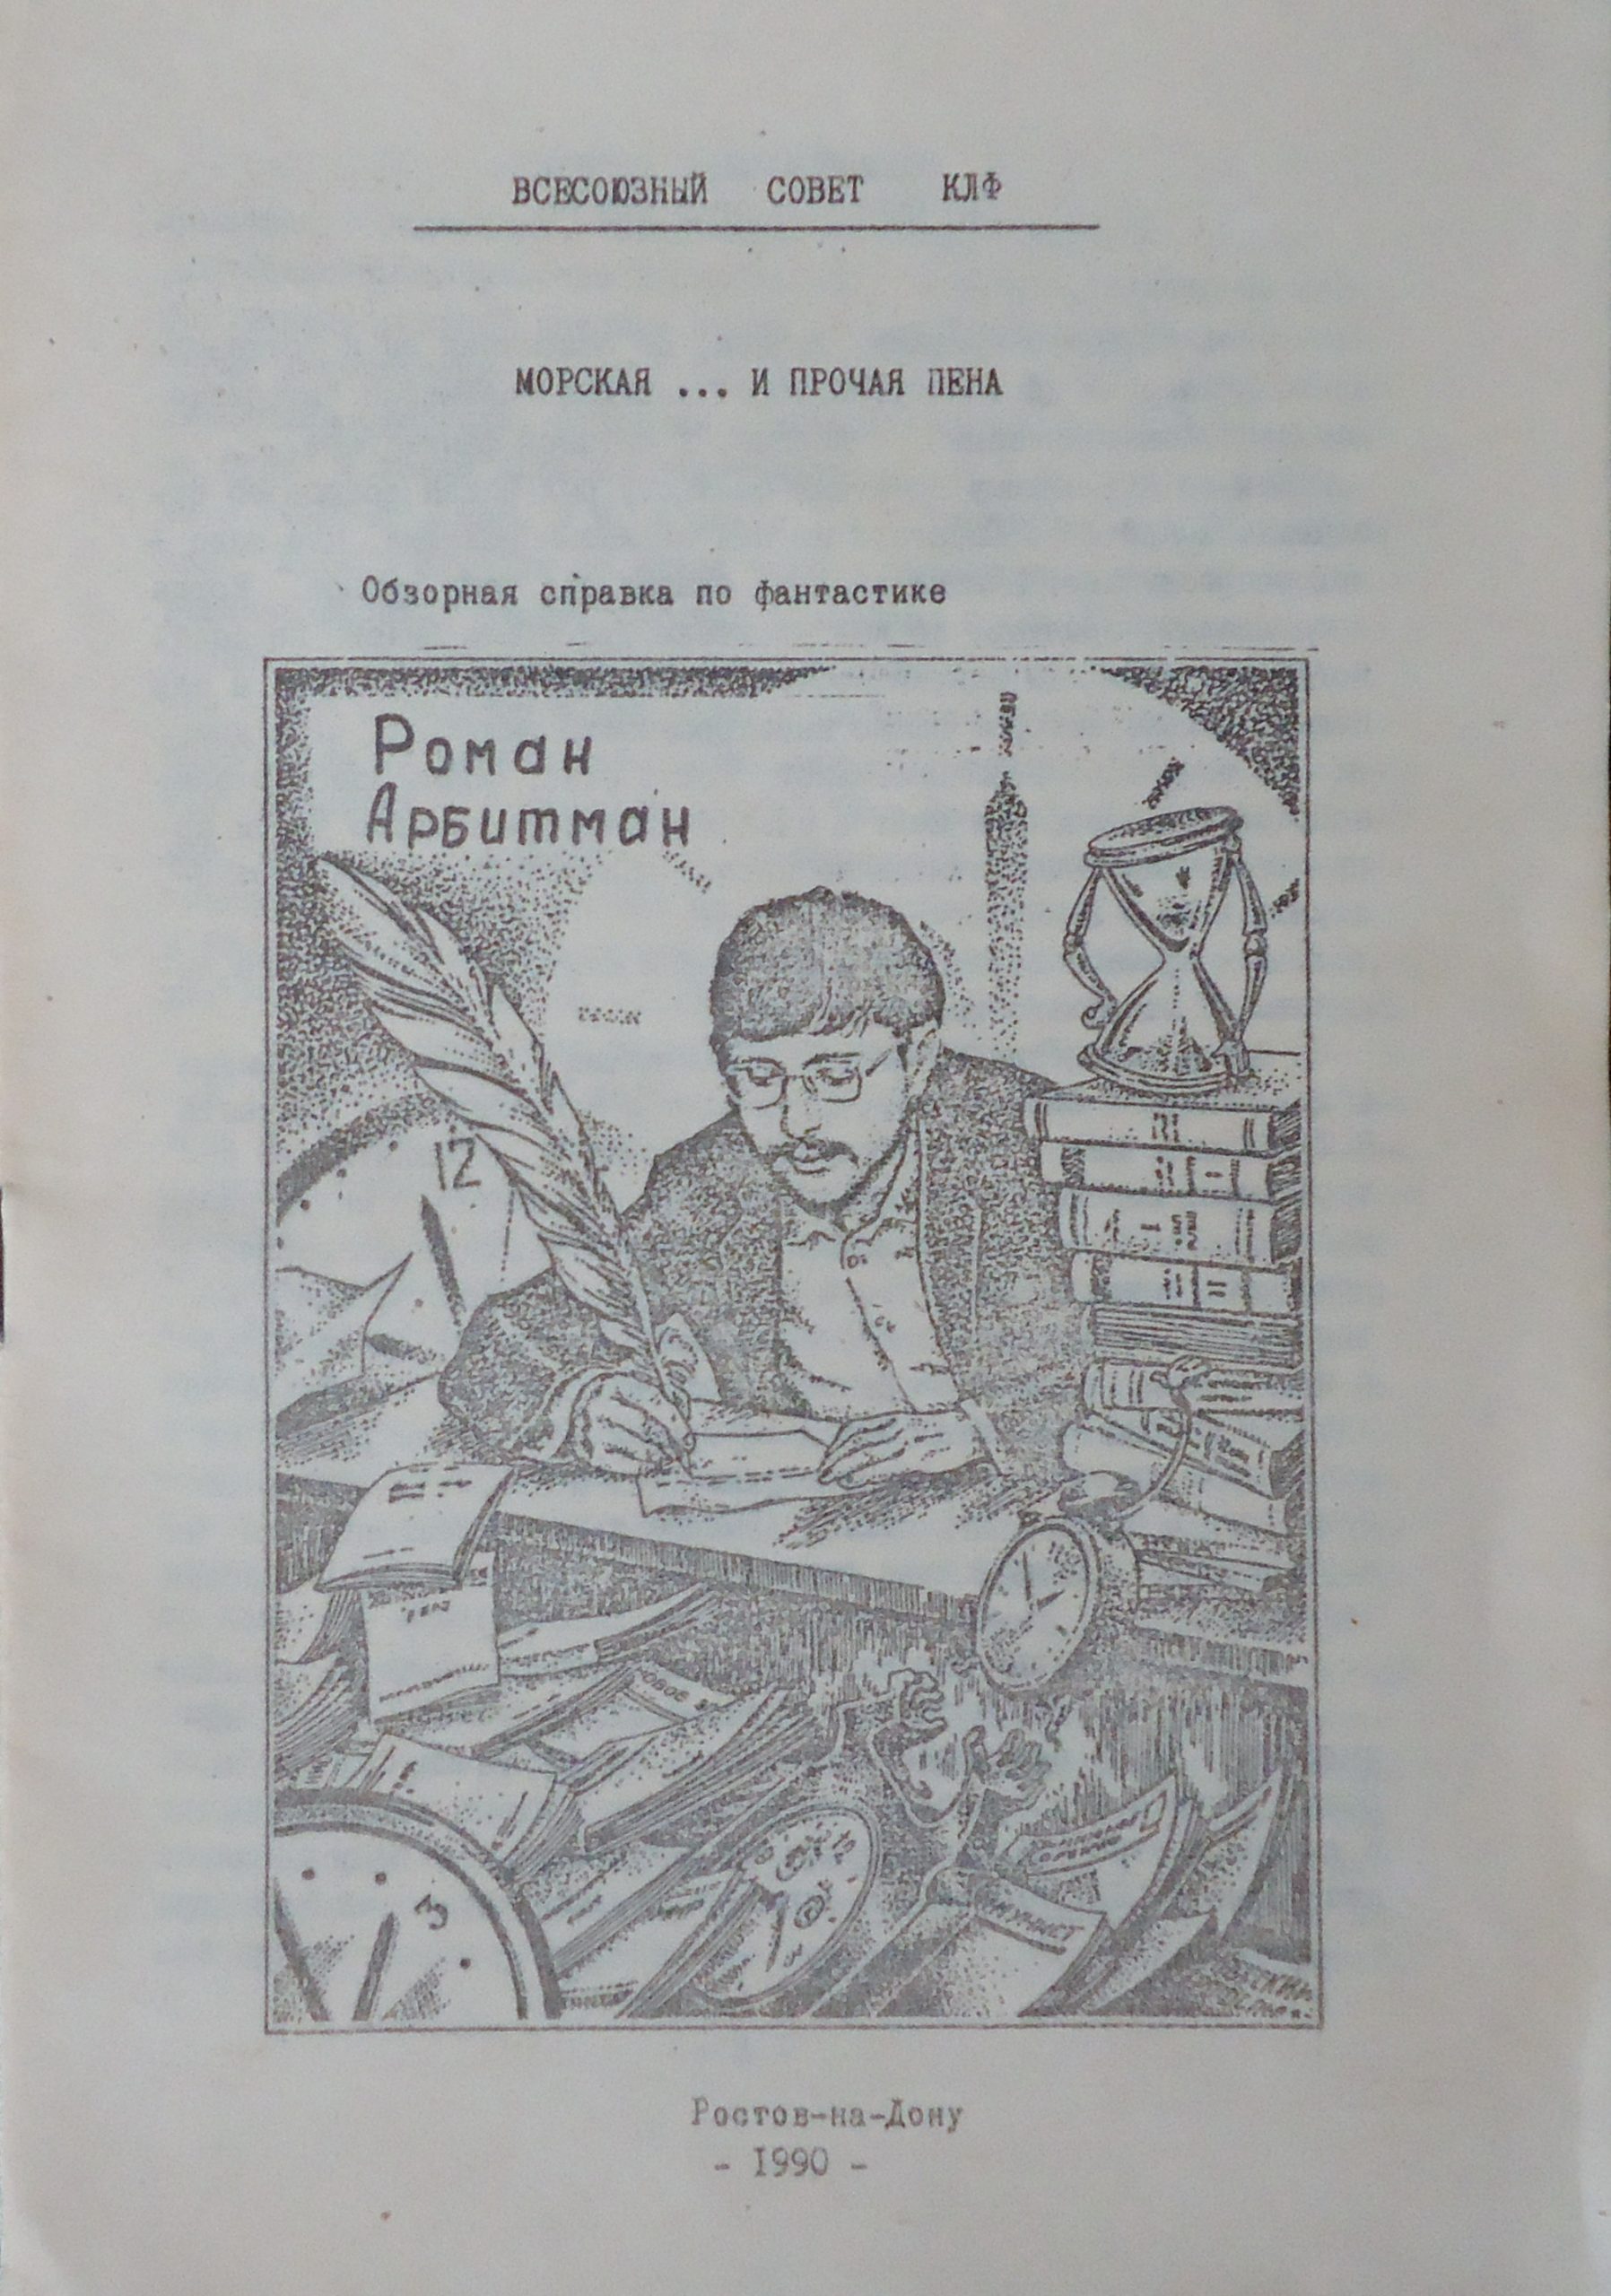 ВСЕСОЮЗНЫЙ СОВЕТ КЛФ
МОРСКАЯ ... И ПРОЧАЯ ПЕНА
Обзорная справка по фантастике
Роман
Арбитман
12
3
Ростов-на-Дону
- 1990 -